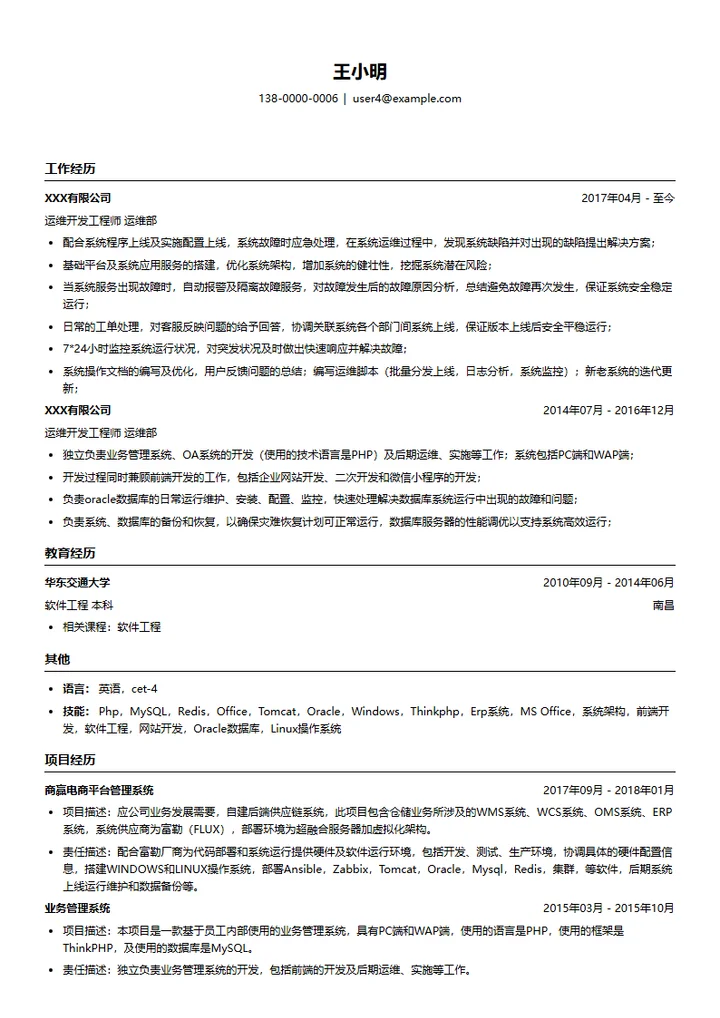 王小明
138-0000-0006 | user4@example.com
工作经历
XXX有限公司 2017年04月 - 至今
运维开发工程师 运维部
• 配合系统程序上线及实施配置上线，系统故障时应急处理，在系统运维过程中，发现系统缺陷并对出现的缺陷提出解决方案；
• 基础平台及系统应用服务的搭建，优化系统架构，增加系统的健壮性，挖掘系统潜在风险；
• 当系统服务出现故障时，自动报警及隔离故障服务，对故障发生后的故障原因分析，总结避免故障再次发生，保证系统安全稳定
运行；
• 日常的工单处理，对客服反映问题的给予回答，协调关联系统各个部门间系统上线，保证版本上线后安全平稳运行；
• 7*24小时监控系统运行状况，对突发状况及时做出快速响应并解决故障；
• 系统操作文档的编写及优化，用户反馈问题的总结；编写运维脚本（批量分发上线，日志分析，系统监控）；新老系统的迭代更
新；
XXX有限公司 2014年07月 - 2016年12月
运维开发工程师 运维部
• 独立负责业务管理系统、OA系统的开发（使用的技术语言是PHP）及后期运维、实施等工作；系统包括PC端和WAP端；
• 开发过程同时兼顾前端开发的工作，包括企业网站开发、二次开发和微信小程序的开发；
• 负责oracle数据库的日常运行维护、安装、配置、监控，快速处理解决数据库系统运行中出现的故障和问题；
• 负责系统、数据库的备份和恢复，以确保灾难恢复计划可正常运行，数据库服务器的性能调优以支持系统高效运行；
教育经历
华东交通大学 2010年09月 - 2014年06月
软件工程 本科 南昌
• 相关课程：软件工程
其他
• 语言： 英语，cet-4
• 技能： Php，MySQL，Redis，Office，Tomcat，Oracle，Windows，Thinkphp，Erp系统，MS Office，系统架构，前端开
发，软件工程，网站开发，Oracle数据库，Linux操作系统
项目经历
商赢电商平台管理系统 2017年09月 - 2018年01月
• 项目描述：应公司业务发展需要，自建后端供应链系统，此项目包含仓储业务所涉及的WMS系统、WCS系统、OMS系统、ERP
系统，系统供应商为富勒（FLUX），部署环境为超融合服务器加虚拟化架构。
• 责任描述：配合富勒厂商为代码部署和系统运行提供硬件及软件运行环境，包括开发、测试、生产环境，协调具体的硬件配置信
息，搭建WINDOWS和LINUX操作系统，部署Ansible，Zabbix，Tomcat，Oracle，Mysql，Redis，集群，等软件，后期系统
上线运行维护和数据备份等。
业务管理系统 2015年03月 - 2015年10月
• 项目描述：本项目是一款基于员工内部使用的业务管理系统，具有PC端和WAP端，使用的语言是PHP，使用的框架是
ThinkPHP，及使用的数据库是MySQL。
• 责任描述：独立负责业务管理系统的开发，包括前端的开发及后期运维、实施等工作。